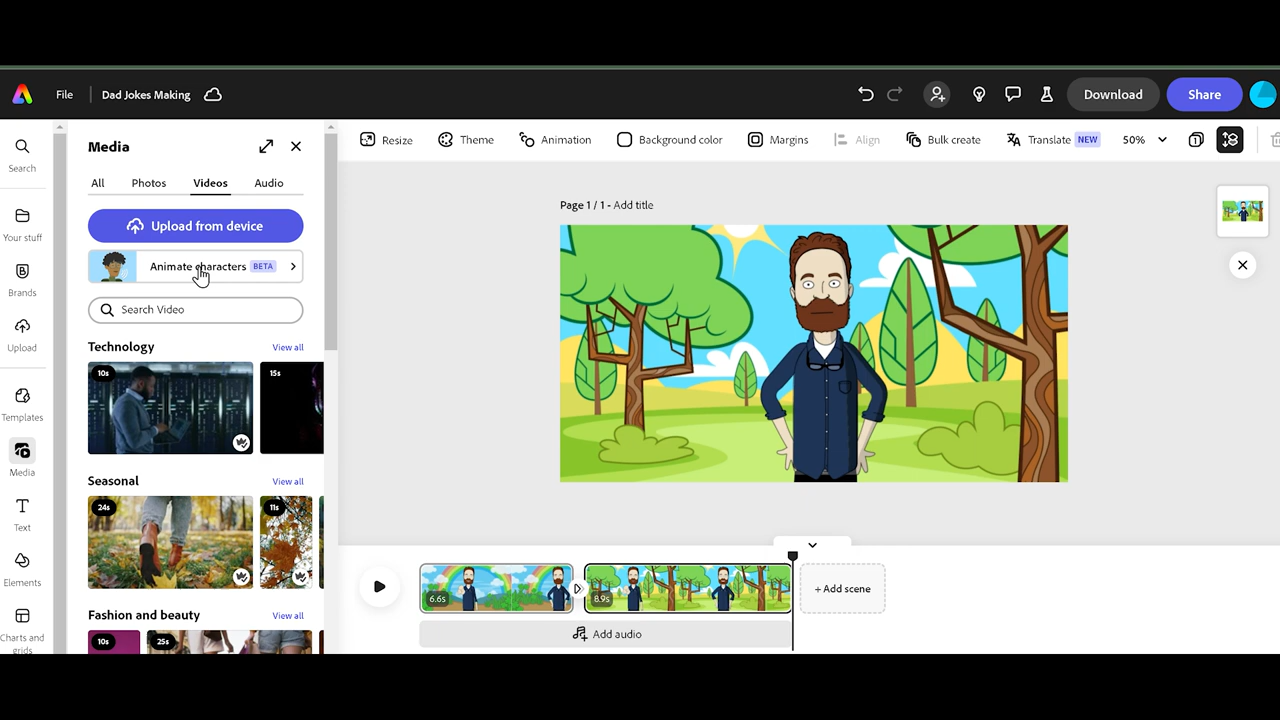 File
Dad Jokes Making
Download
Share
Search
Your stuff
Brands
Upload
Templates
Media
Text
Elements
Charts and
grids
Media
All
Photos
Videos
Audio
Upload from device
Animate characters BETA
Search Video
Technology
View all
10s
15s
Seasonal
View all
24s
11s
Fashion and beauty
View all
10s
25s
Resize
Theme
Animation
Background color
Margins
Align
Bulk create
Translate NEW
50%
Page 1 / 1 - Add title
6.6s
8.9s
+ Add scene
Add audio